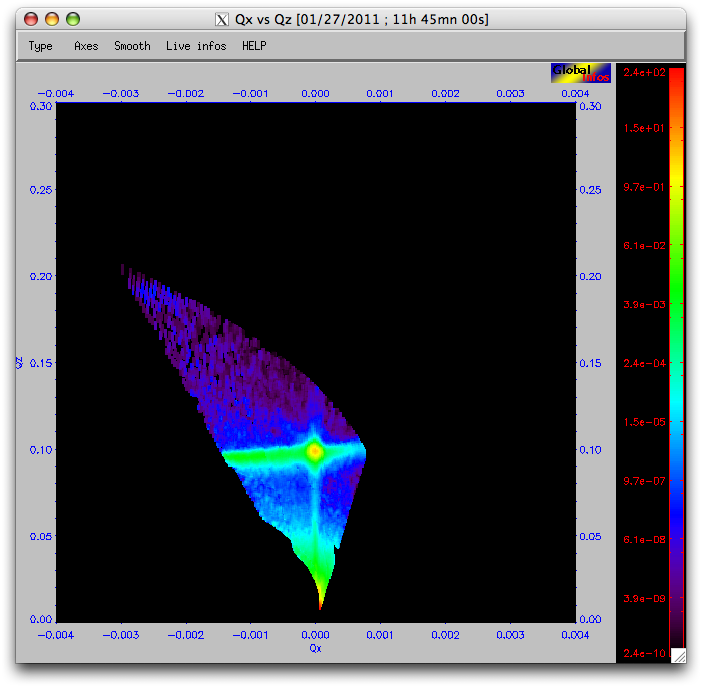 X Qx vs Qz [01/27/2011 ; 11h 45mn 00s]
Type Axes Smooth Live infos HELP
Global
infos
2.4e+02
-0.004 -0.003 -0.002 -0.001 0.000 0.001 0.002 0.003 0.004
0.30 0.30
1.5e+01
9.7e-01
0.25 0.25
6.1e-02
0.20 0.20
3.9e-03
Qz
0.15 0.15
2.4e-04
1.5e-05
0.10 0.10
9.7e-07
0.05 0.05
6.1e-08
3.9e-09
0.00 0.00
-0.004 -0.003 -0.002 -0.001 0.000 0.001 0.002 0.003 0.004
Qx
2.4e-10